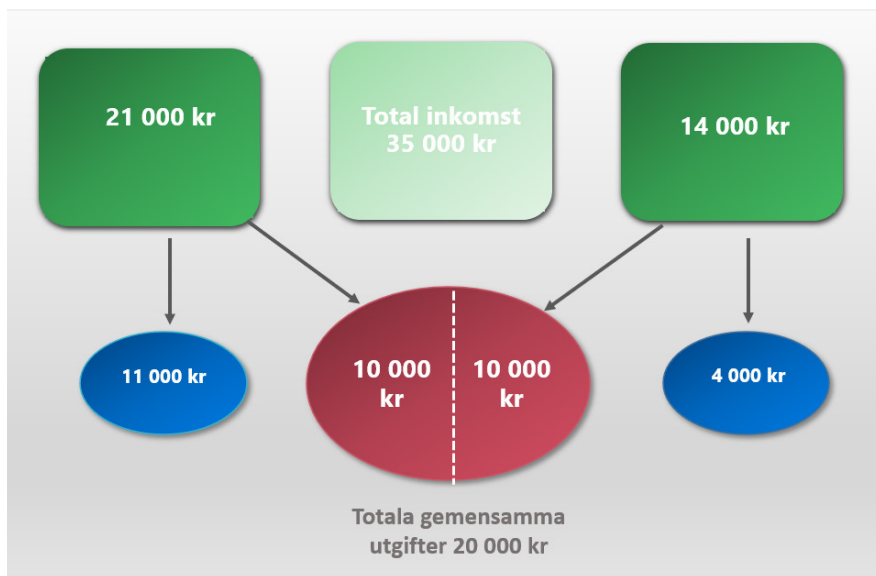 21 000 kr
Total inkomst
35 000 kr
14 000 kr
11 000 kr
10 000
kr
10 000
kr
4 000 kr
Totala gemensamma
utgifter 20 000 kr